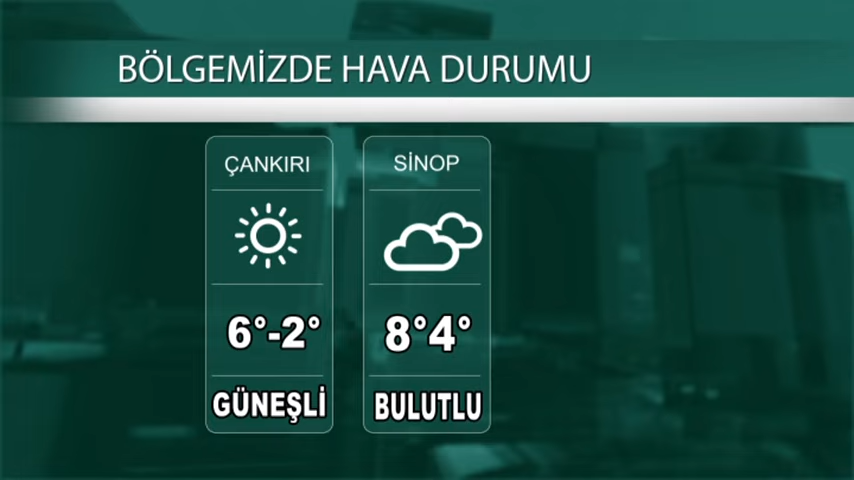 BÖLGEMİZDE HAVA DURUMU
ÇANKIRI
6°-2°
GÜNEŞLİ
SİNOP
8°4°
BULUTLU